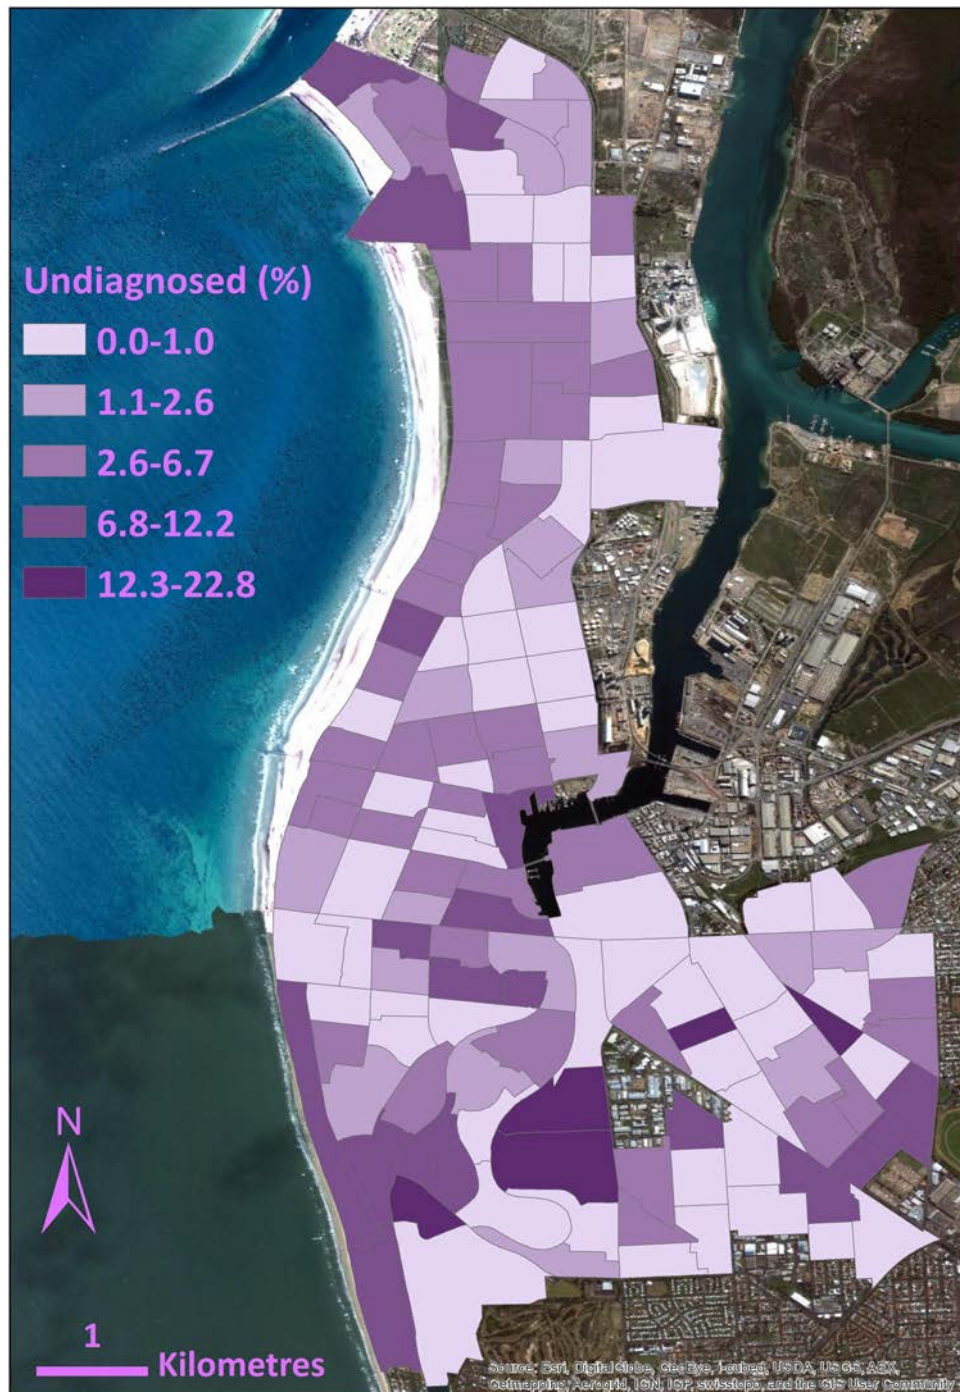 Undiagnosed (%)
0.0-1.0
1.1-2.6
2.6-6.7
6.8-12.2
12.3-22.8
N
1
Kilometres
Source: Esri, DigitalGlobe, GeoEye, i-cubed, USDA, USGS, AEX,
Getmapping, Aerogrid, IGN, IGP, swisstopo, and the GIS User Community